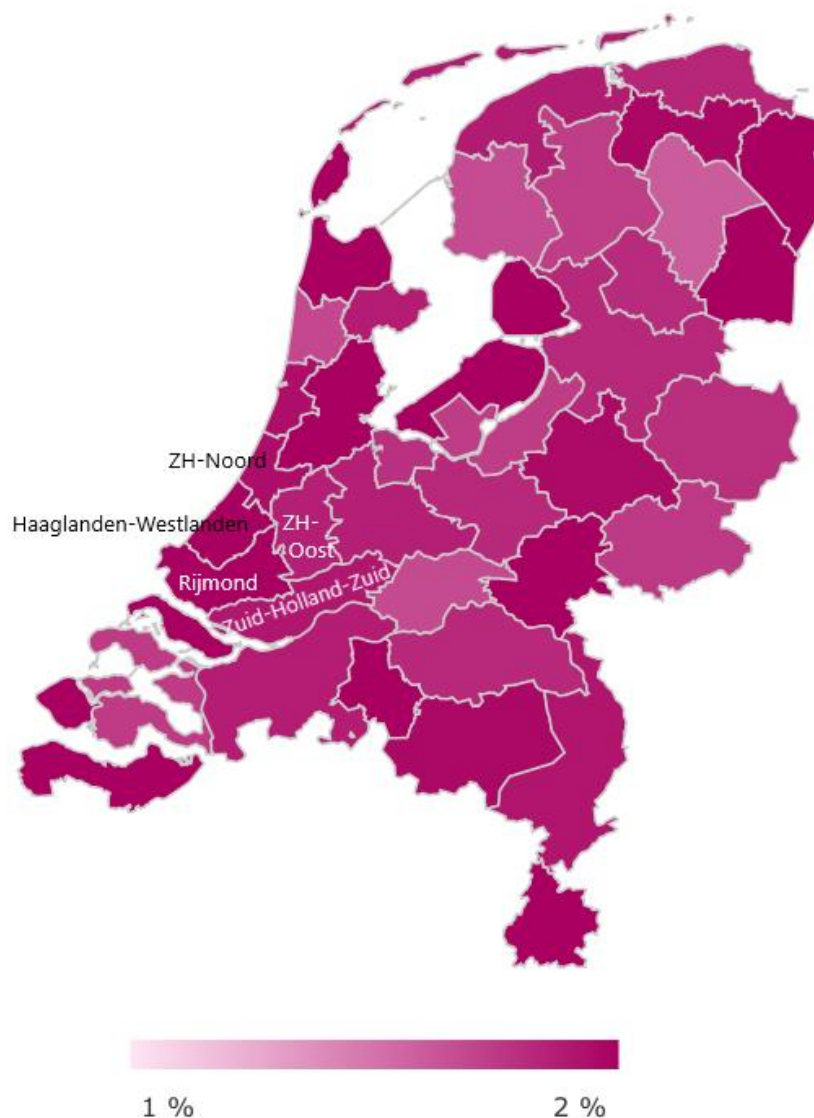 ZH-Noord
Haaglanden-Westlanden
ZH-
Oost
Rijmond
Zuid-Holland-Zuid
1 %
2 %